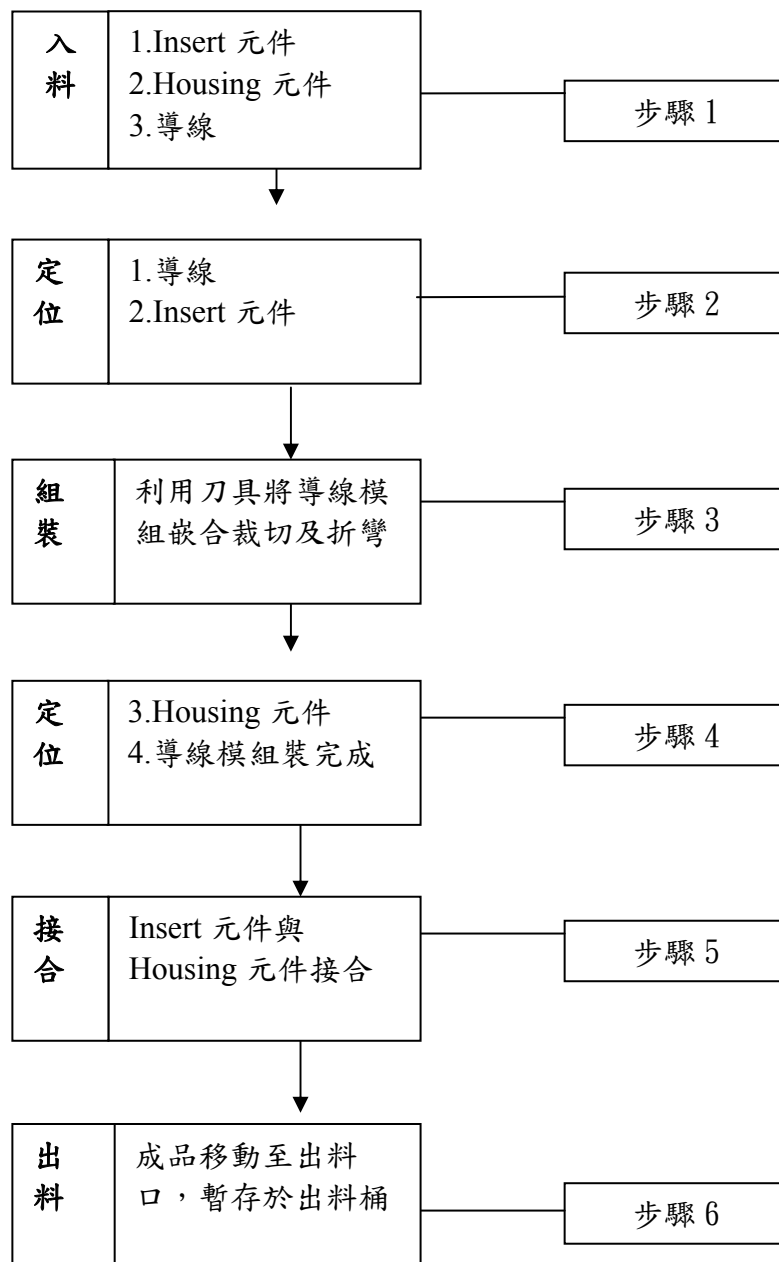 入料
1.Insert 元件
2.Housing 元件
3.導線
步驟 1
定位
1.導線
2.Insert 元件
步驟 2
組裝
利用刀具將導線模
組嵌合裁切及折彎
步驟 3
定位
3.Housing 元件
4.導線模組裝完成
步驟 4
接合
Insert 元件與
Housing 元件接合
步驟 5
出料
成品移動至出料
口，暫存於出料桶
步驟 6